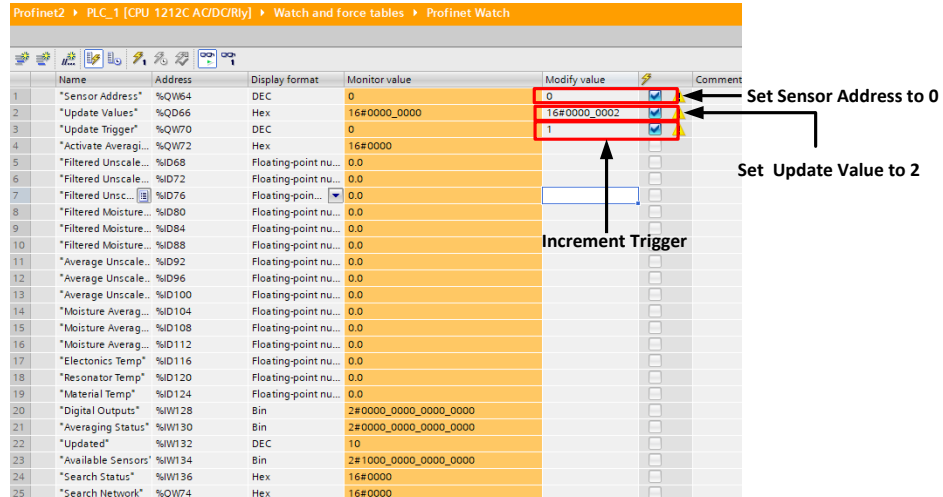 Profinet2 ▸ PLC_1 [CPU 1212C AC/DC/Rly] ▸ Watch and force tables ▸ Profinet Watch
Name Address Display format Monitor value Modify value Comment
1 "Sensor Address" %QW64 DEC 0 0
Set Sensor Address to 0
2 "Update Values" %QD66 Hex 16#0000_0000 16#0000_0002
3 "Update Trigger" %QW70 DEC 0 1
4 "Activate Averagi... %QW72 Hex 16#0000
5 "Filtered Unscale... %ID68 Floating-point nu... 0.0
6 "Filtered Unscale... %ID72 Floating-point nu... 0.0
Set Update Value to 2
7 "Filtered Unsc... %ID76 Floating-poin... 0.0
8 "Filtered Moisture... %ID80 Floating-point nu... 0.0
9 "Filtered Moisture... %ID84 Floating-point nu... 0.0
10 "Filtered Moisture... %ID88 Floating-point nu... 0.0
Increment Trigger
11 "Average Unscale.. %ID92 Floating-point nu... 0.0
12 "Average Unscale.. %ID96 Floating-point nu... 0.0
13 "Average Unscale.. %ID100 Floating-point nu... 0.0
14 "Moisture Averag... %ID104 Floating-point nu... 0.0
15 "Moisture Averag... %ID108 Floating-point nu... 0.0
16 "Moisture Averag... %ID112 Floating-point nu... 0.0
17 "Electonics Temp" %ID116 Floating-point nu... 0.0
18 "Resonator Temp" %ID120 Floating-point nu... 0.0
19 "Material Temp" %ID124 Floating-point nu... 0.0
20 "Digital Outputs" %IW128 Bin 2#0000_0000_0000_0000
21 "Averaging Status" %IW130 Bin 2#0000_0000_0000_0000
22 "Updated" %IW132 DEC 10
23 "Available Sensors" %IW134 Bin 2#1000_0000_0000_0000
24 "Search Status" %IW136 Hex 16#0000
25 "Search Network" %QW74 Hex 16#0000